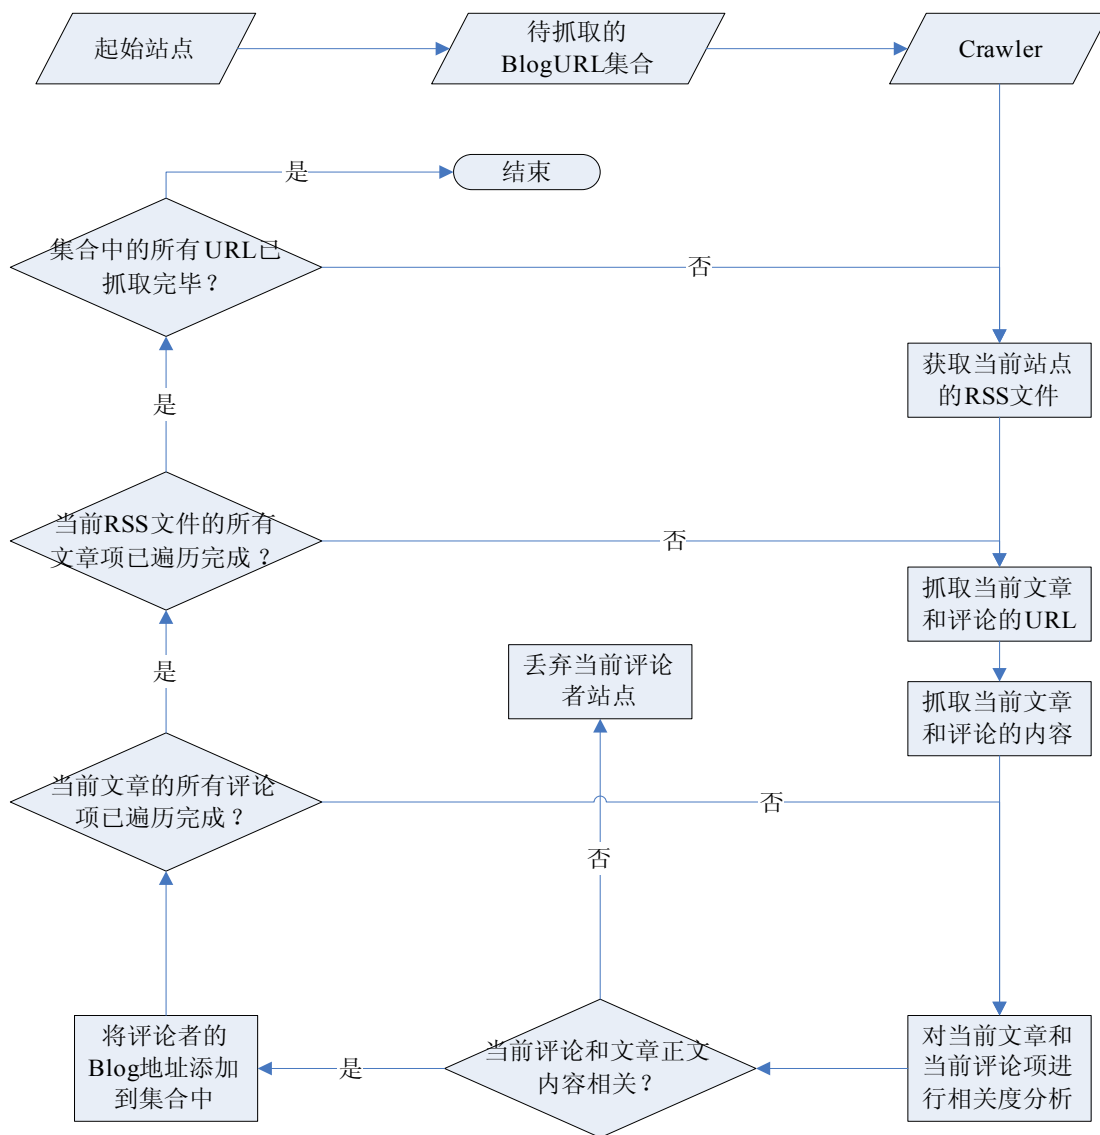 起始站点
待抓取的
BlogURL集合
Crawler
是
结束
集合中的所有URL已
抓取完毕？
否
获取当前站点
的RSS文件
是
当前RSS文件的所有
文章项已遍历完成？
否
抓取当前文章
和评论的URL
是
丢弃当前评论
者站点
抓取当前文章
和评论的内容
当前文章的所有评论
项已遍历完成？
否
否
将评论者的
Blog地址添加
到集合中
是
当前评论和文章正文
内容相关？
对当前文章和
当前评论项进
行相关度分析